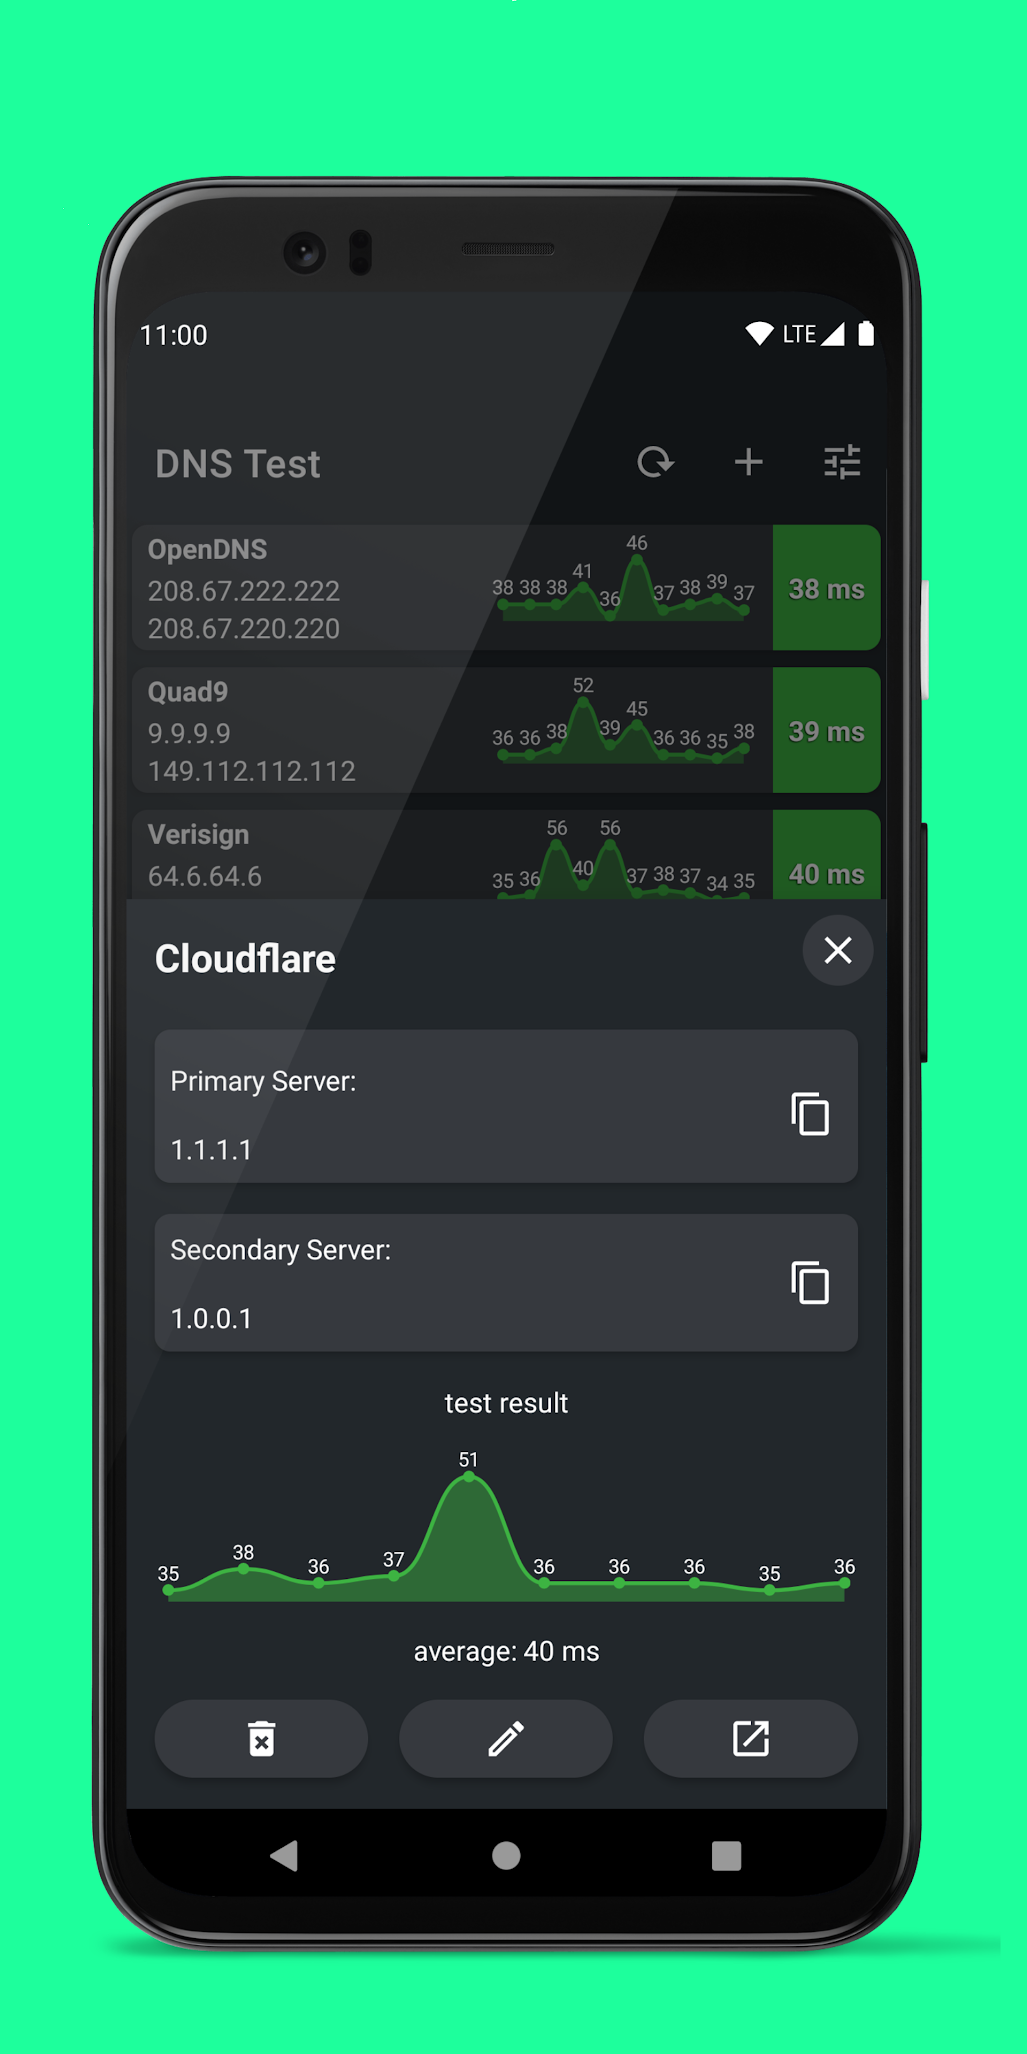 11:00 LTE
DNS Test
OpenDNS
208.67.222.222
208.67.220.220
38 38 38 41 36 46 37 38 39 37
38 ms
Quad9
9.9.9.9
149.112.112.112
36 36 38 52 39 45 36 36 35 38
39 ms
Verisign
64.6.64.6
35 36 56 40 56 37 38 37 34 35
40 ms
Cloudflare
Primary Server:
1.1.1.1
Secondary Server:
1.0.0.1
test result
35 38 36 37 51 36 36 36 35 36
average: 40 ms